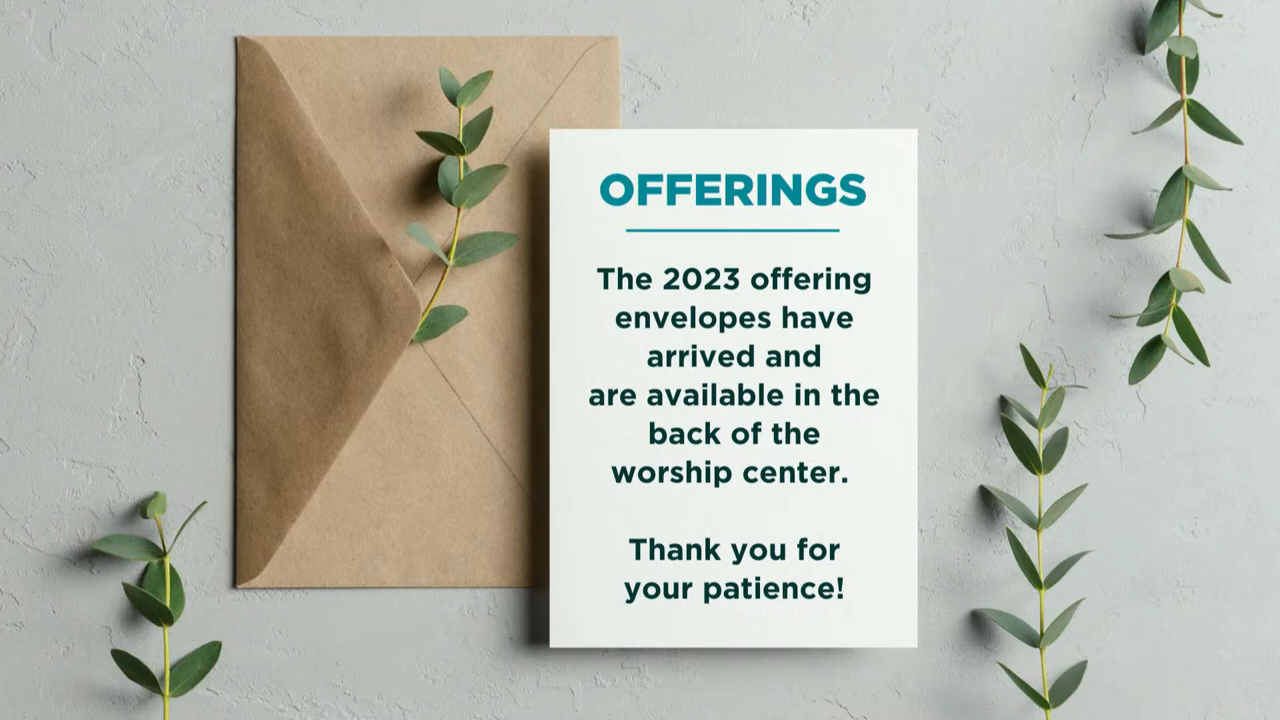 OFFERINGS
The 2023 offering
envelopes have
arrived and
are available in the
back of the
worship center.
Thank you for
your patience!